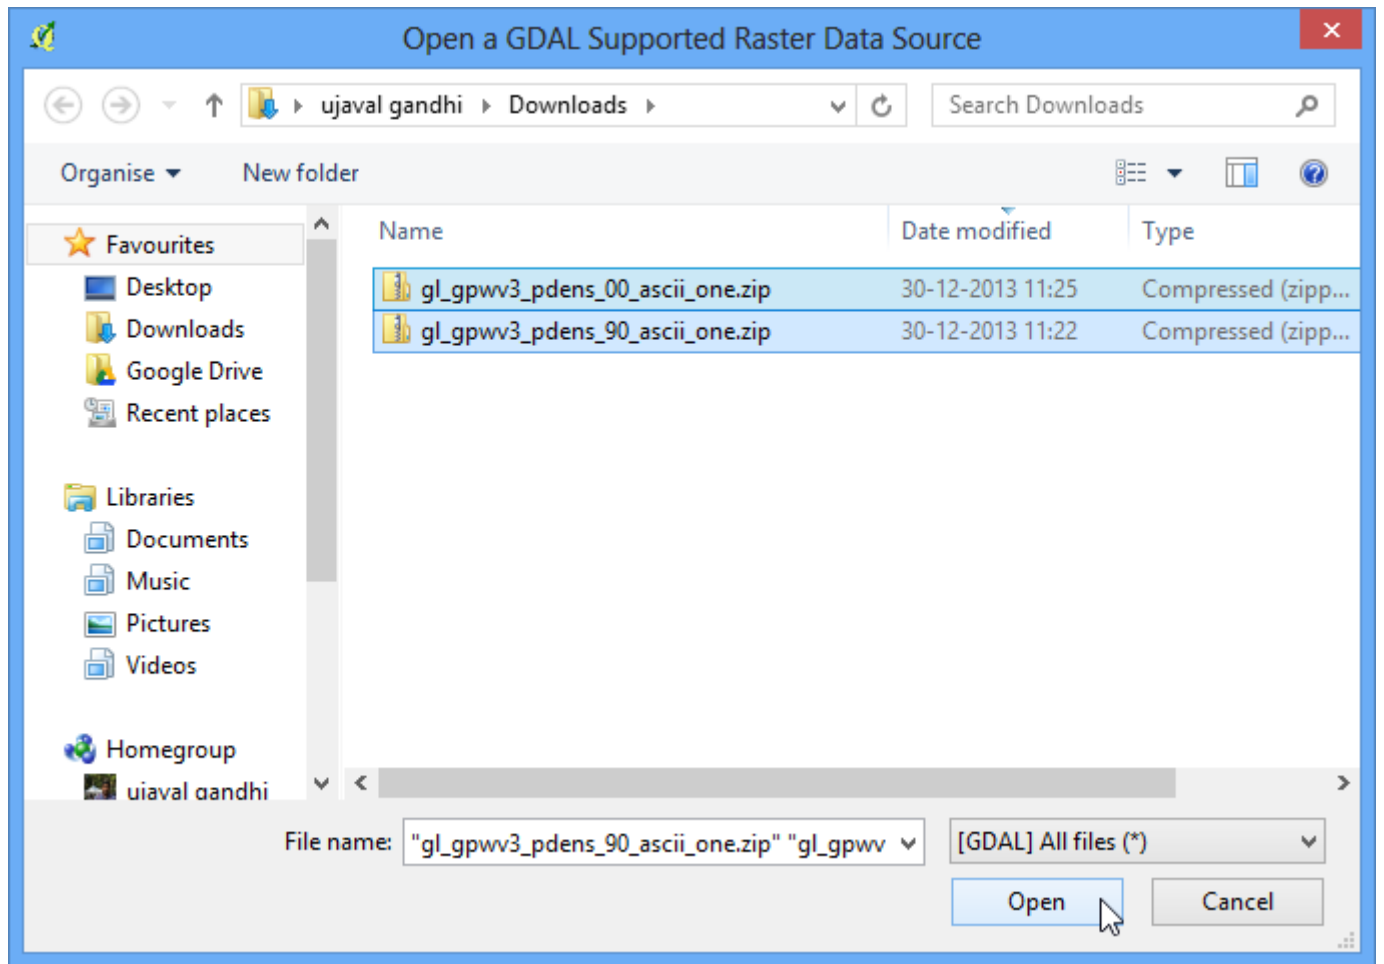 Open a GDAL Supported Raster Data Source
ujaval gandhi Downloads
Search Downloads
Organise New folder
Name Date modified Type
Favourites
Desktop
Downloads
Google Drive
Recent places
Libraries
Documents
Music
Pictures
Videos
Homegroup
ujaval gandhi
gl_gpwv3_pdens_00_ascii_one.zip 30-12-2013 11:25 Compressed (zipp...
gl_gpwv3_pdens_90_ascii_one.zip 30-12-2013 11:22 Compressed (zipp...
File name: "gl_gpwv3_pdens_90_ascii_one.zip" "gl_gpwv
[GDAL] All files (*)
Open Cancel